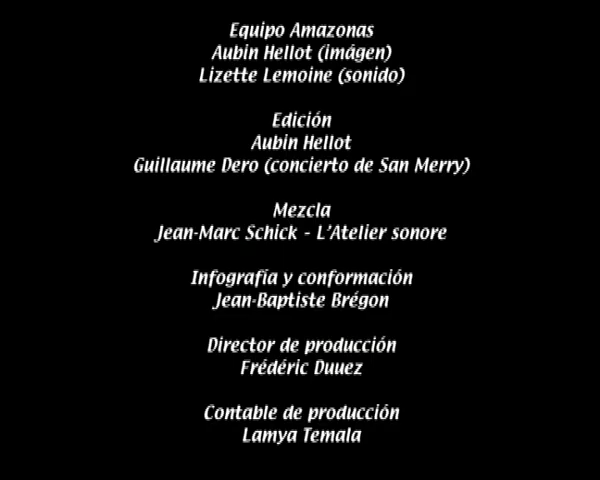 Equipo Amazonas
Aubin Hellot (imágen)
Lizette Lemoine (sonido)
Edición
Aubin Hellot
Guillaume Dero (concierto de San Merry)
Mezcla
Jean-Marc Schick - L'Atelier sonore
Infografía y conformación
Jean-Baptiste Brégon
Director de producción
Frédéric Duuez
Contable de producción
Lamya Temala